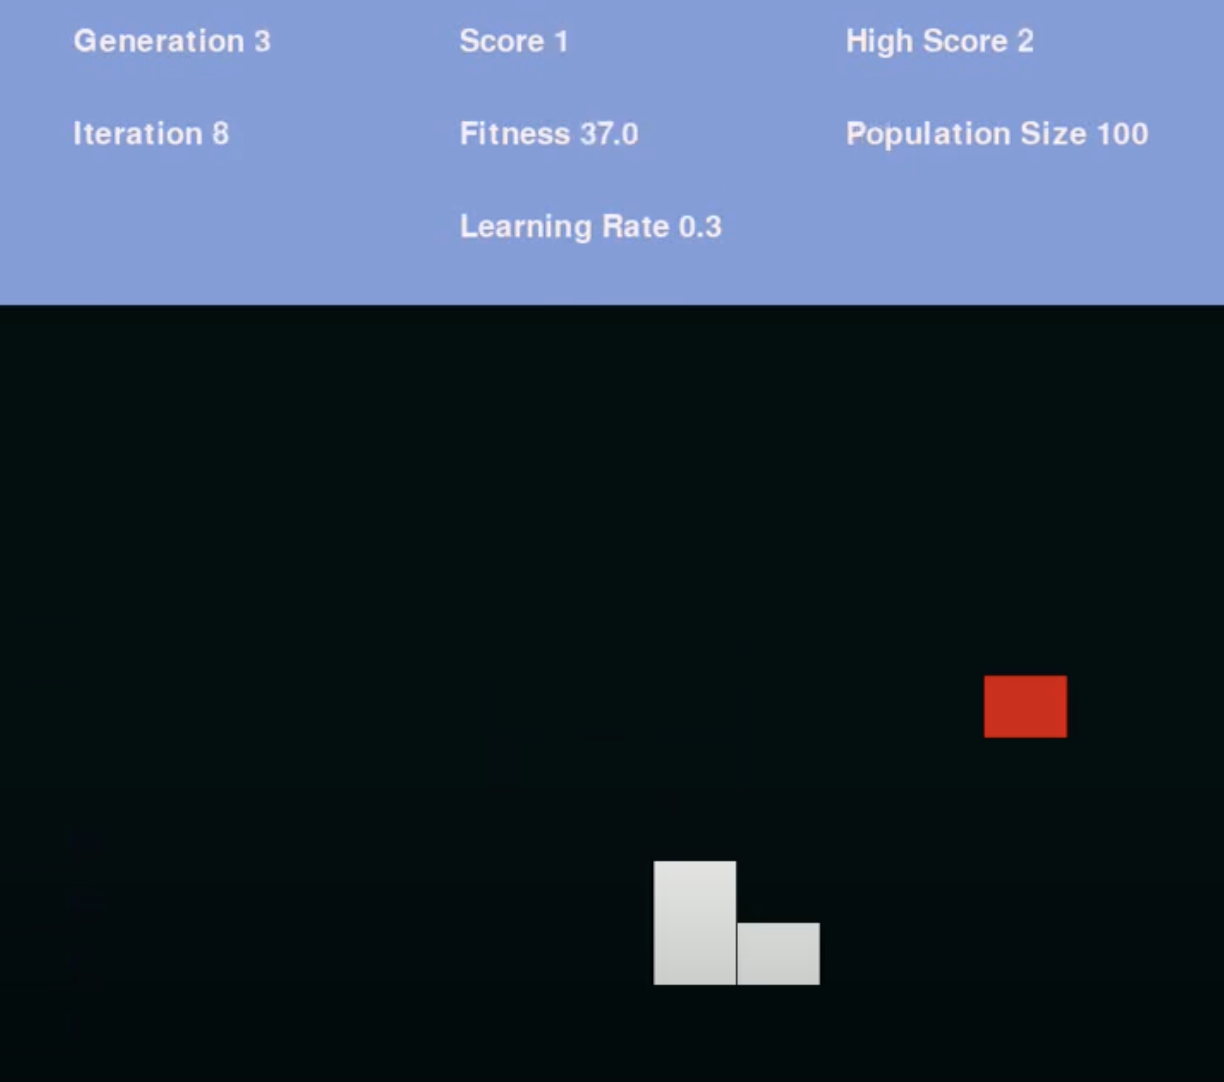 Generation 3 Score 1 High Score 2
Iteration 8 Fitness 37.0 Population Size 100
Learning Rate 0.3